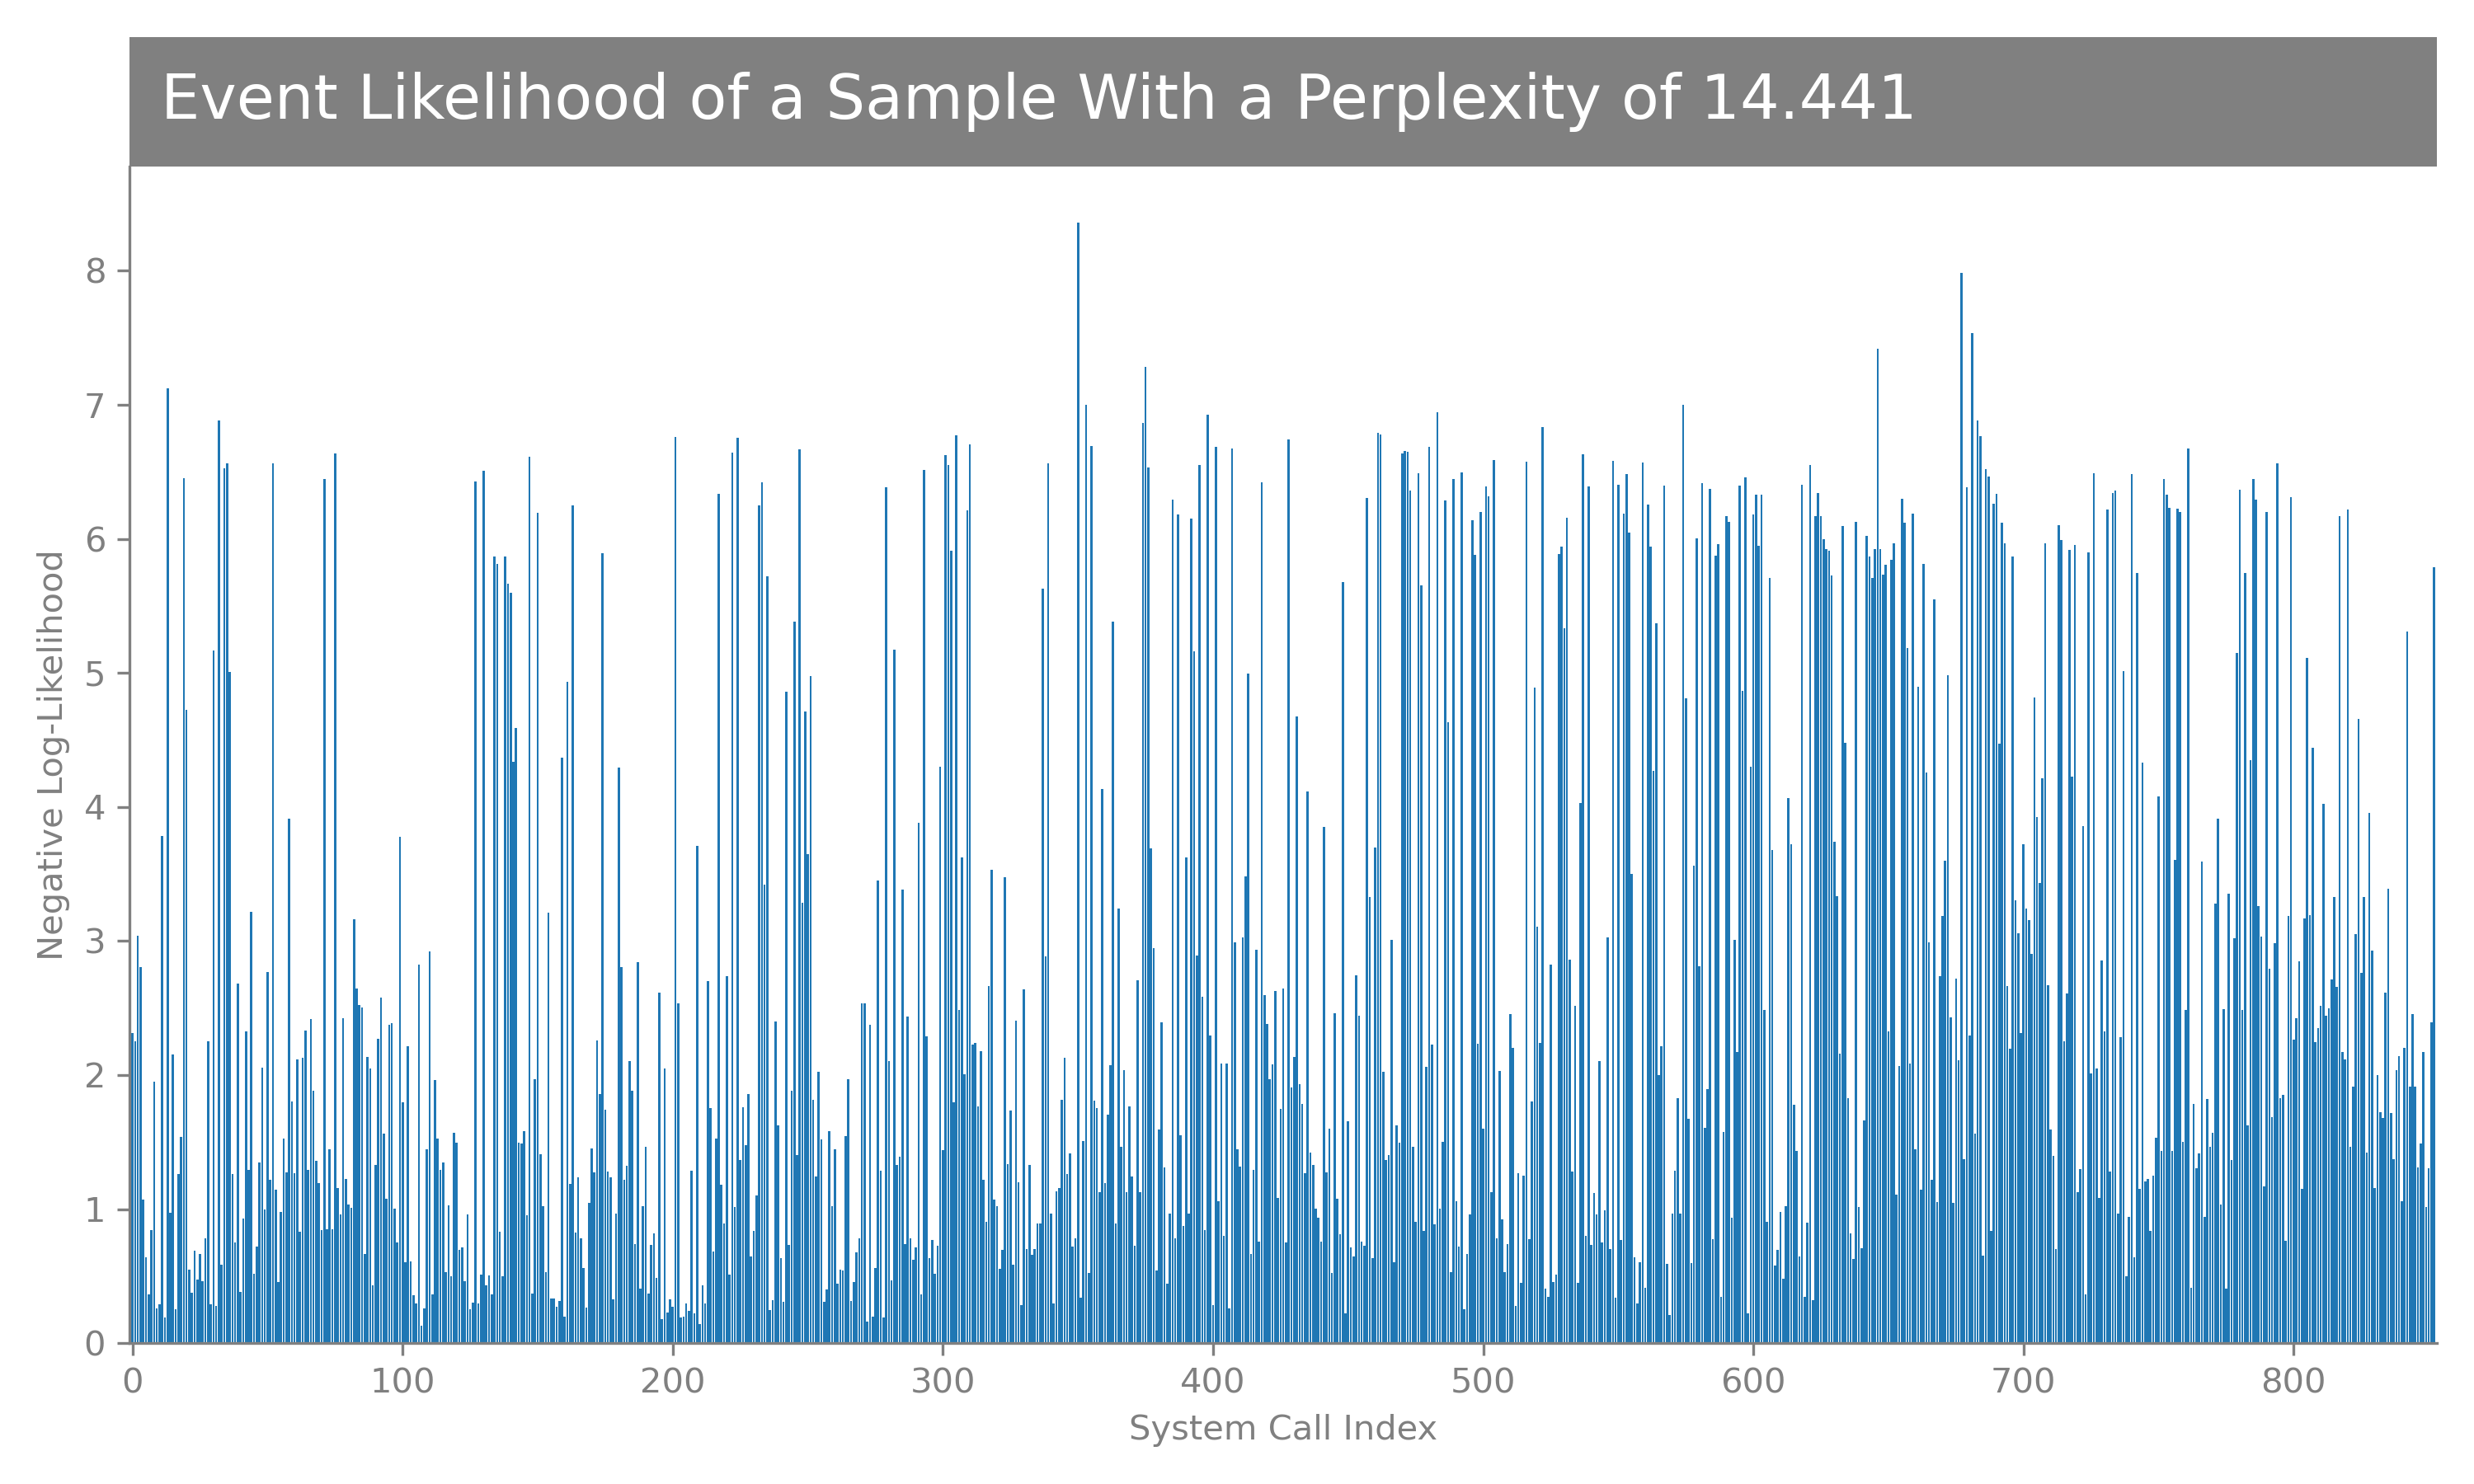 Event Likelihood of a Sample With a Perplexity of 14.441
8
7
6
5
4
3
2
1
0
Negative Log-Likelihood
0 100 200 300 400 500 600 700 800
System Call Index